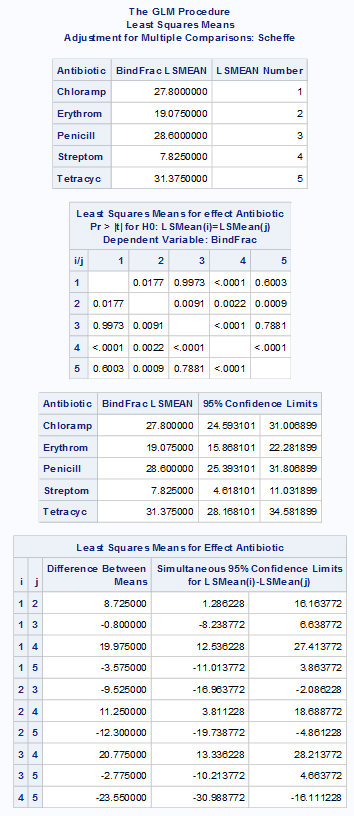 The GLM Procedure
Least Squares Means
Adjustment for Multiple Comparisons: Scheffe
Antibiotic BindFrac LSMEAN LSMEAN Number
Chloramp 27.8000000 1
Erythrom 19.0750000 2
Penicill 28.6000000 3
Streptom 7.8250000 4
Tetracyc 31.3750000 5
Least Squares Means for effect Antibiotic
Pr > |t| for H0: LSMean(i)=LSMean(j)
Dependent Variable: BindFrac
i/j 1 2 3 4 5
1 0.0177 0.9973 <.0001 0.6003
2 0.0177 0.0091 0.0022 0.0009
3 0.9973 0.0091 <.0001 0.7881
4 <.0001 0.0022 <.0001 <.0001
5 0.6003 0.0009 0.7881 <.0001
Antibiotic BindFrac LSMEAN 95% Confidence Limits
Chloramp 27.800000 24.593101 31.006899
Erythrom 19.075000 15.868101 22.281899
Penicill 28.600000 25.393101 31.806899
Streptom 7.825000 4.618101 11.031899
Tetracyc 31.375000 28.168101 34.581899
Least Squares Means for Effect Antibiotic
i j Difference Between Means Simultaneous 95% Confidence Limits for LSMean(i)-LSMean(j)
1 2 8.725000 1.286228 16.163772
1 3 -0.800000 -8.238772 6.638772
1 4 19.975000 12.536228 27.413772
1 5 -3.575000 -11.013772 3.863772
2 3 -9.525000 -16.963772 -2.086228
2 4 11.250000 3.811228 18.688772
2 5 -12.300000 -19.738772 -4.861228
3 4 20.775000 13.336228 28.213772
3 5 -2.775000 -10.213772 4.663772
4 5 -23.550000 -30.988772 -16.111228